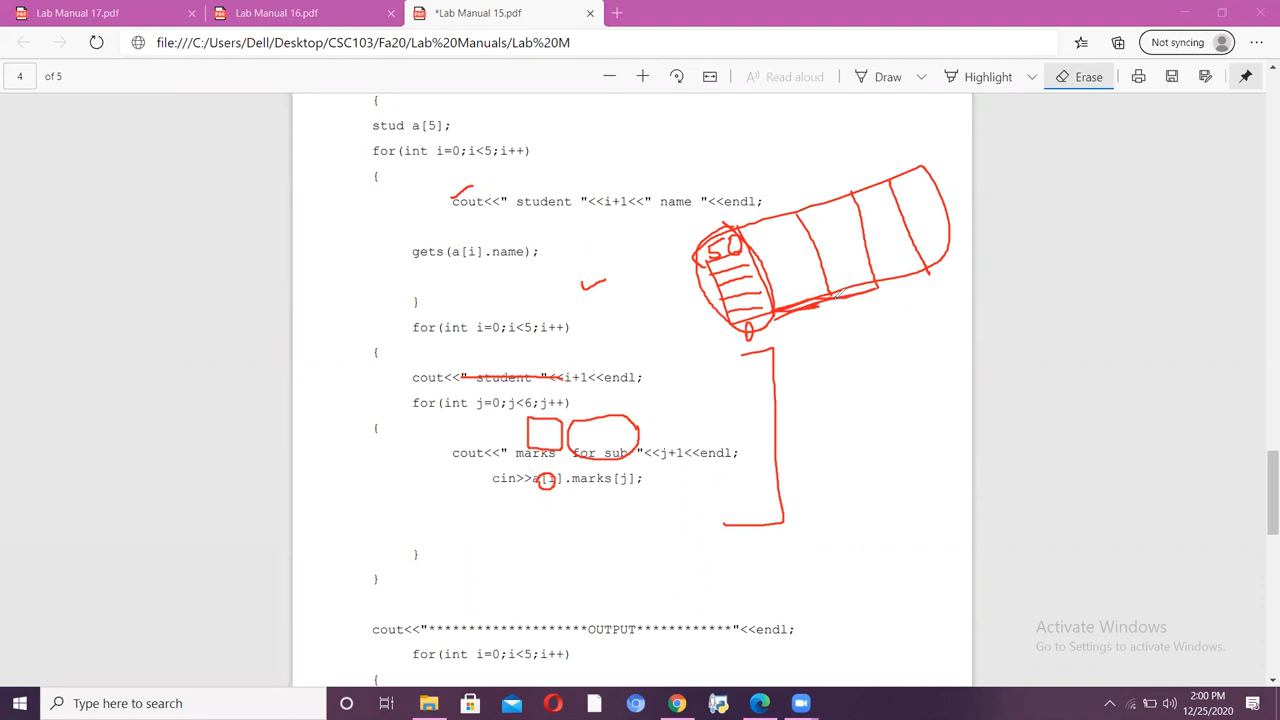 Lab Manual 17.pdf
Lab Manual 16.pdf
*Lab Manual 15.pdf
file:///C:/Users/Dell/Desktop/CSC103/Fa20/Lab%20Manuals/Lab%20M
Not syncing
4 of 5
Read aloud
Draw
Highlight
Erase
{
stud a[5];
for(int i=0;i<5;i++)
{
cout<<" student "<<i+1<<" name "<<endl;
gets(a[i].name);
}
for(int i=0;i<5;i++)
{
cout<<" student "<<i+1<<endl;
for(int j=0;j<6;j++)
{
cout<<" marks for sub "<<j+1<<endl;
cin>>a[i].marks[j];
}
}
cout<<"********************OUTPUT************"<<endl;
for(int i=0;i<5;i++)
{
50
0
Activate Windows
Go to Settings to activate Windows.
Type here to search
2:00 PM
12/25/2020